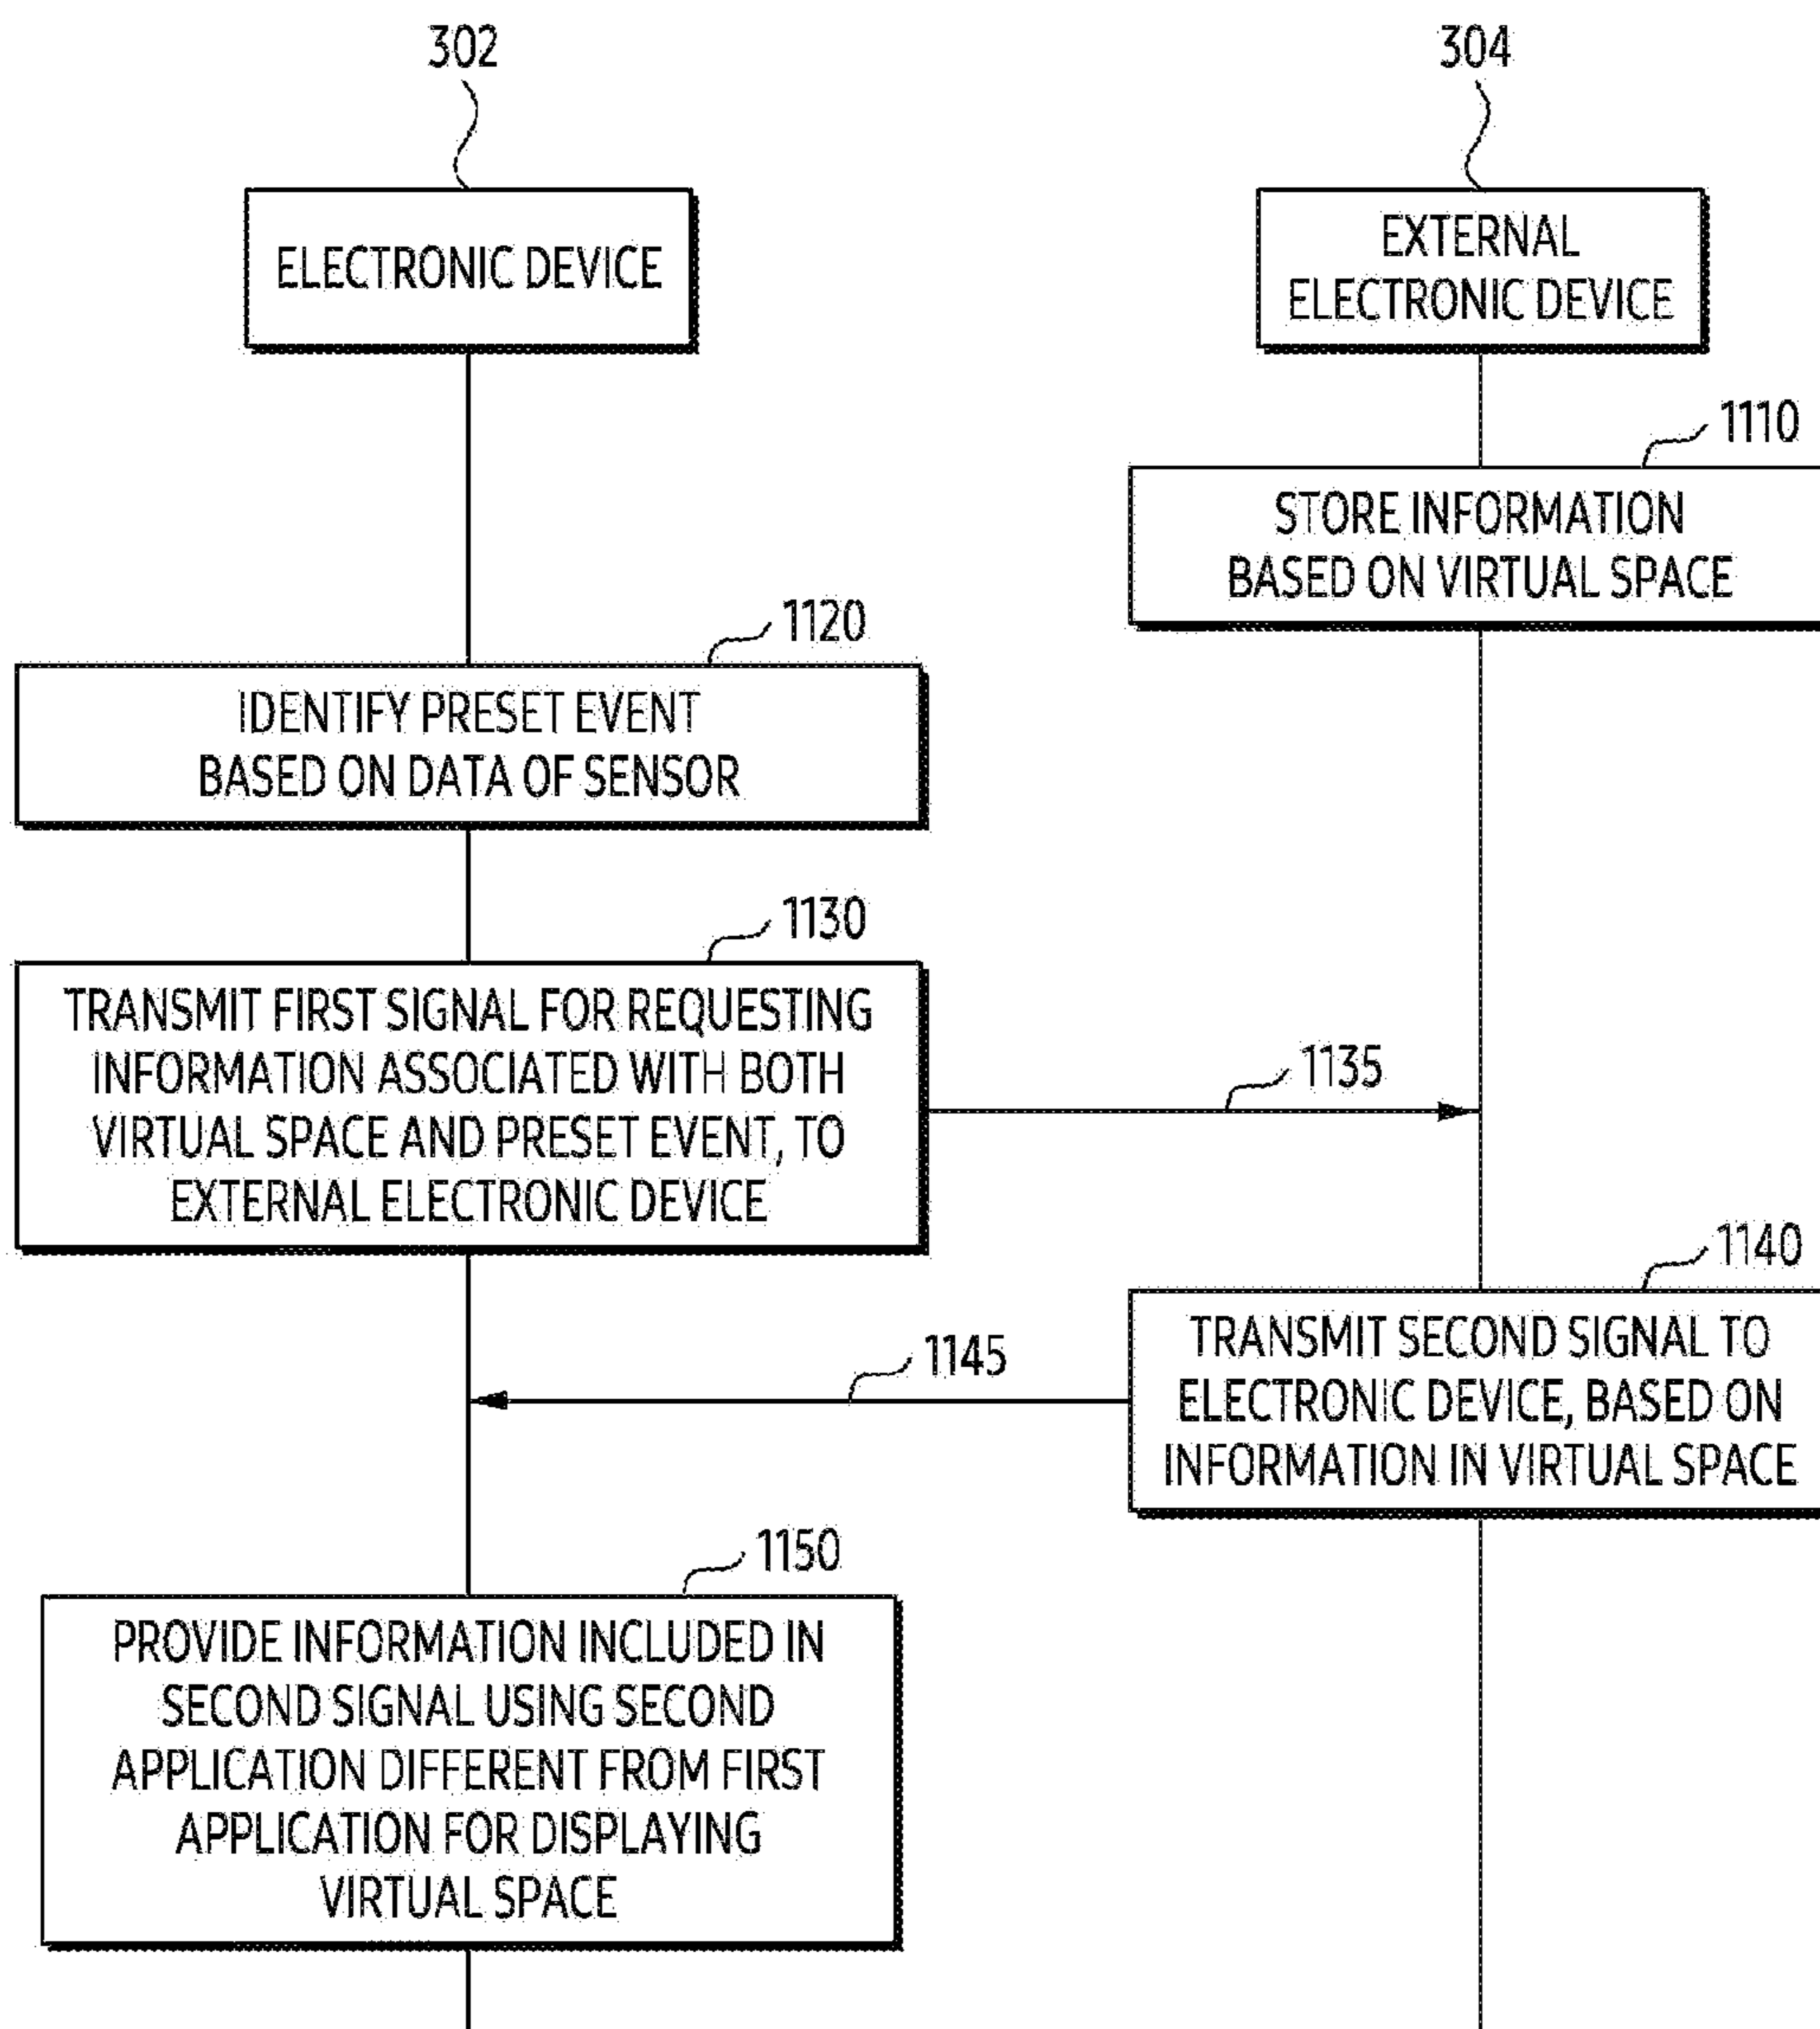 302
304
ELECTRONIC DEVICE
EXTERNAL
ELECTRONIC DEVICE
1110
STORE INFORMATION
BASED ON VIRTUAL SPACE
1120
IDENTIFY PRESET EVENT
BASED ON DATA OF SENSOR
1130
TRANSMIT FIRST SIGNAL FOR REQUESTING
INFORMATION ASSOCIATED WITH BOTH
VIRTUAL SPACE AND PRESET EVENT, TO
EXTERNAL ELECTRONIC DEVICE
1135
1140
TRANSMIT SECOND SIGNAL TO
ELECTRONIC DEVICE, BASED ON
INFORMATION IN VIRTUAL SPACE
1145
1150
PROVIDE INFORMATION INCLUDED IN
SECOND SIGNAL USING SECOND
APPLICATION DIFFERENT FROM FIRST
APPLICATION FOR DISPLAYING
VIRTUAL SPACE